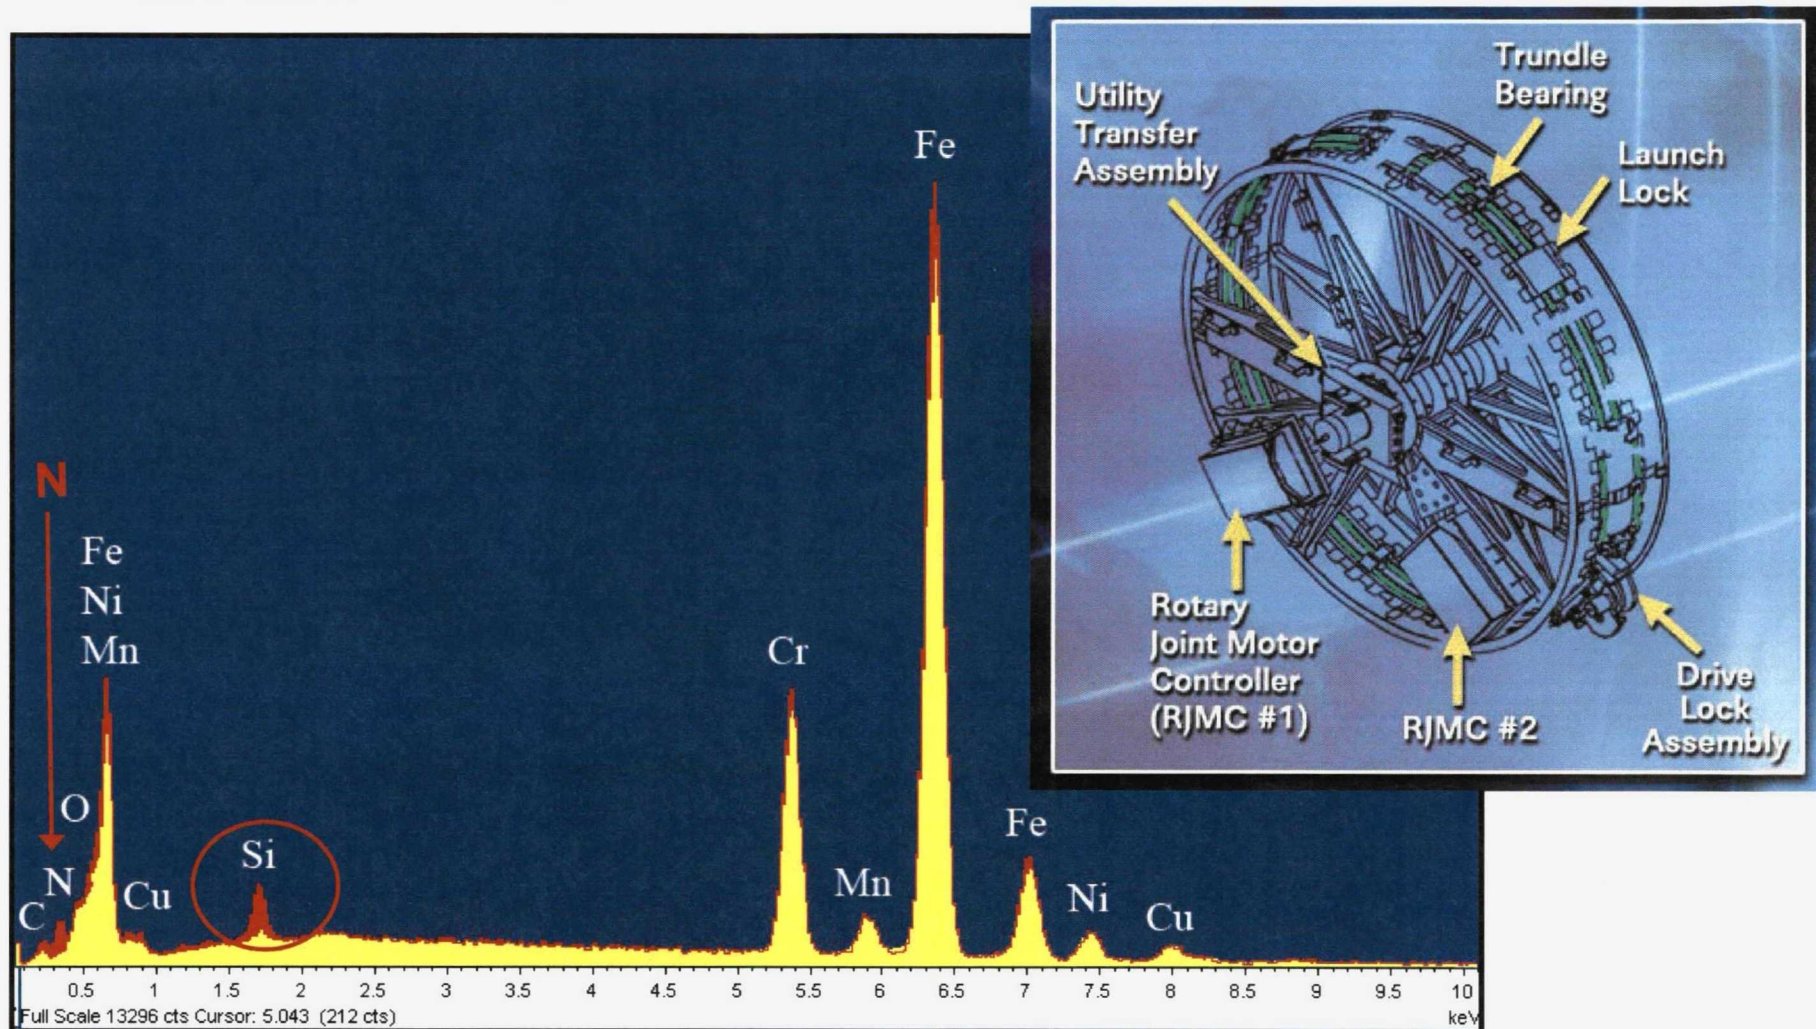 N
Fe
Ni
Mn
O
N
C
Cu
Si
Cr
Mn
Fe
Fe
Ni
Cu
0.5 1 1.5 2 2.5 3 3.5 4 4.5 5 5.5 6 6.5 7 7.5 8 8.5 9 9.5 10
Full Scale 13296 cts Cursor: 5.043 (212 cts)
keV
Utility
Transfer
Assembly
Trundle
Bearing
Launch
Lock
Rotary
Joint Motor
Controller
(RJMC #1)
RJMC #2
Drive
Lock
Assembly